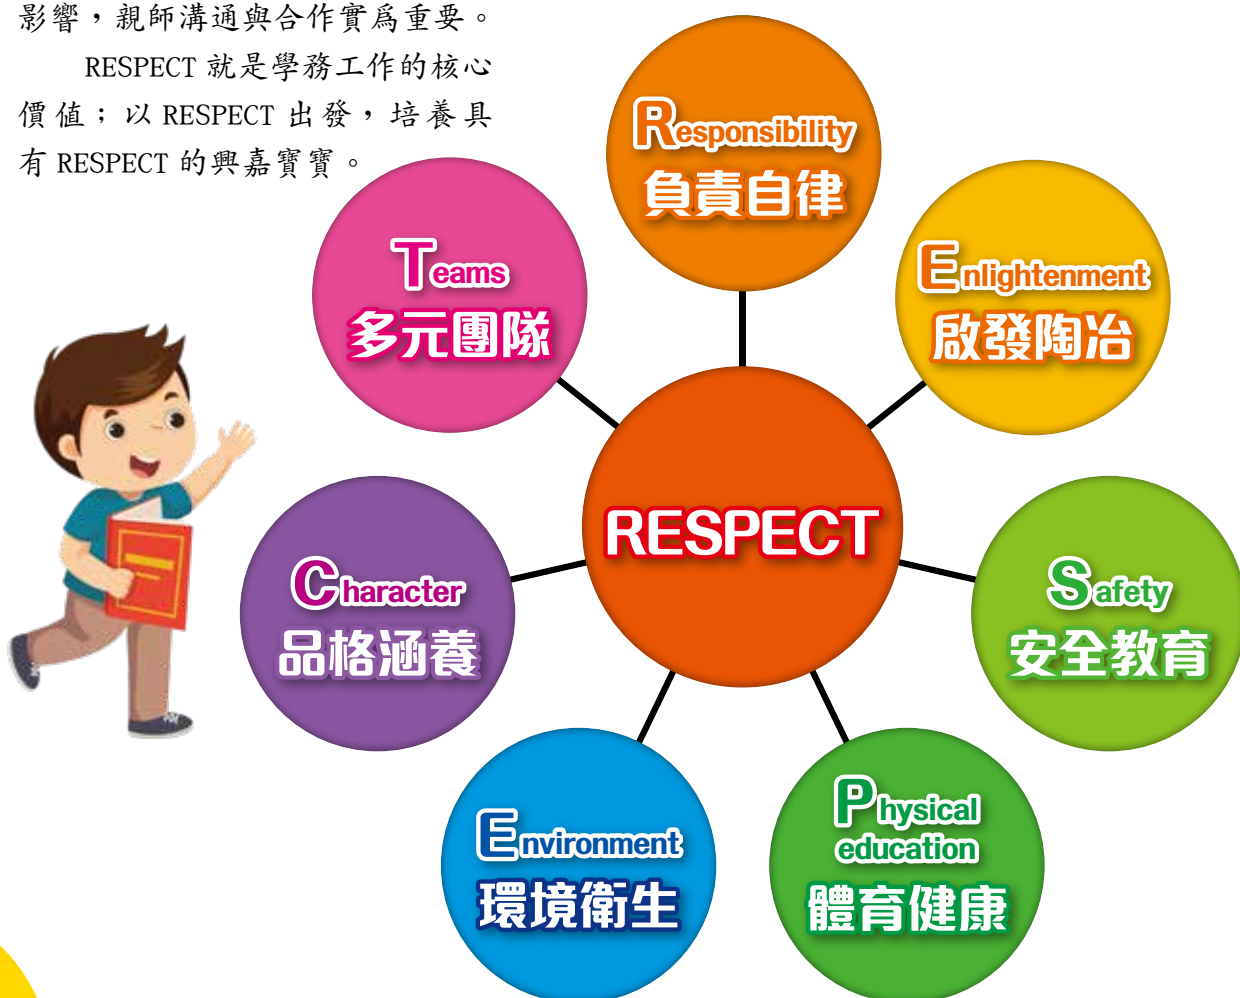 影響，親師溝通與合作實爲重要。
RESPECT 就是學務工作的核心
價值；以 RESPECT 出發，培養具
有 RESPECT 的興嘉寶寶。
Responsibility
負責自律
Enlightenment
啟發陶冶
Safety
安全教育
Physical
education
體育健康
Environment
環境衛生
Character
品格涵養
Teams
多元團隊
RESPECT